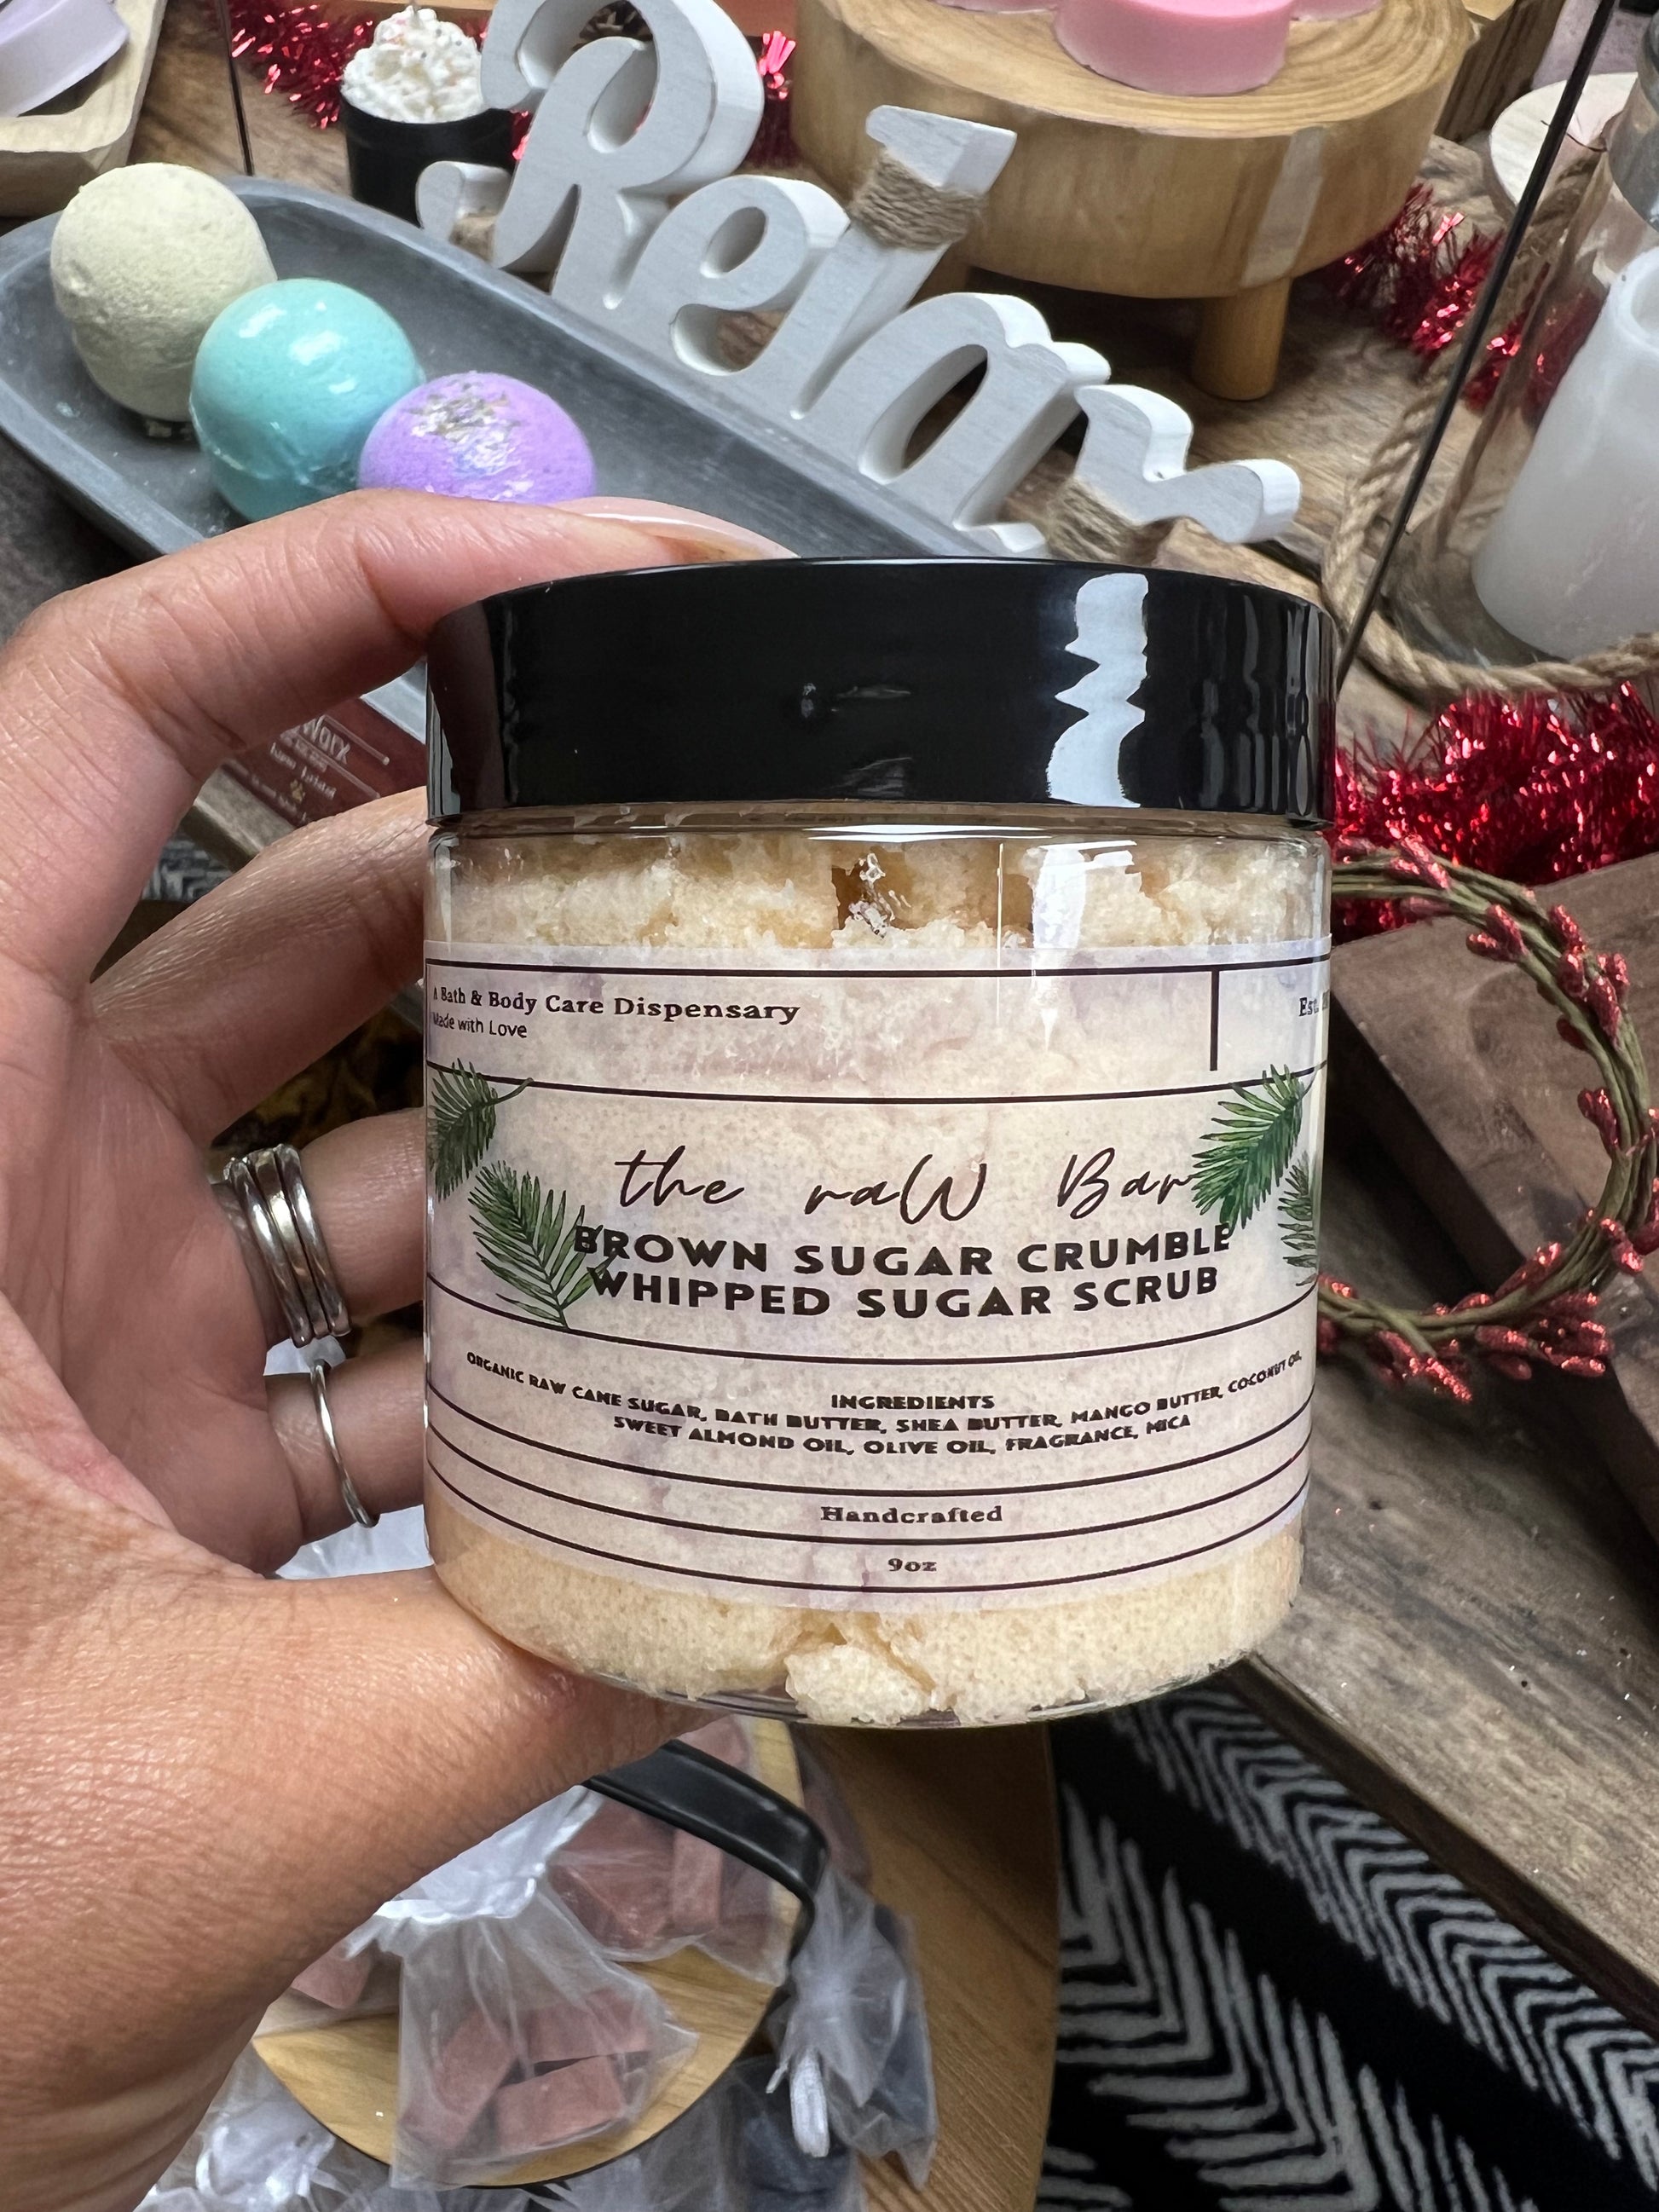 Relax
A Bath & Body Care Dispensary
Est.
Made with Love
the raW Bar
BROWN SUGAR CRUMBLE
WHIPPED SUGAR SCRUB
INGREDIENTS
ORGANIC RAW CANE SUGAR, BATH BUTTER, SHEA BUTTER, MANGO BUTTER, COCONUT OIL,
SWEET ALMOND OIL, OLIVE OIL, FRAGRANCE, MICA
Handcrafted
9oz